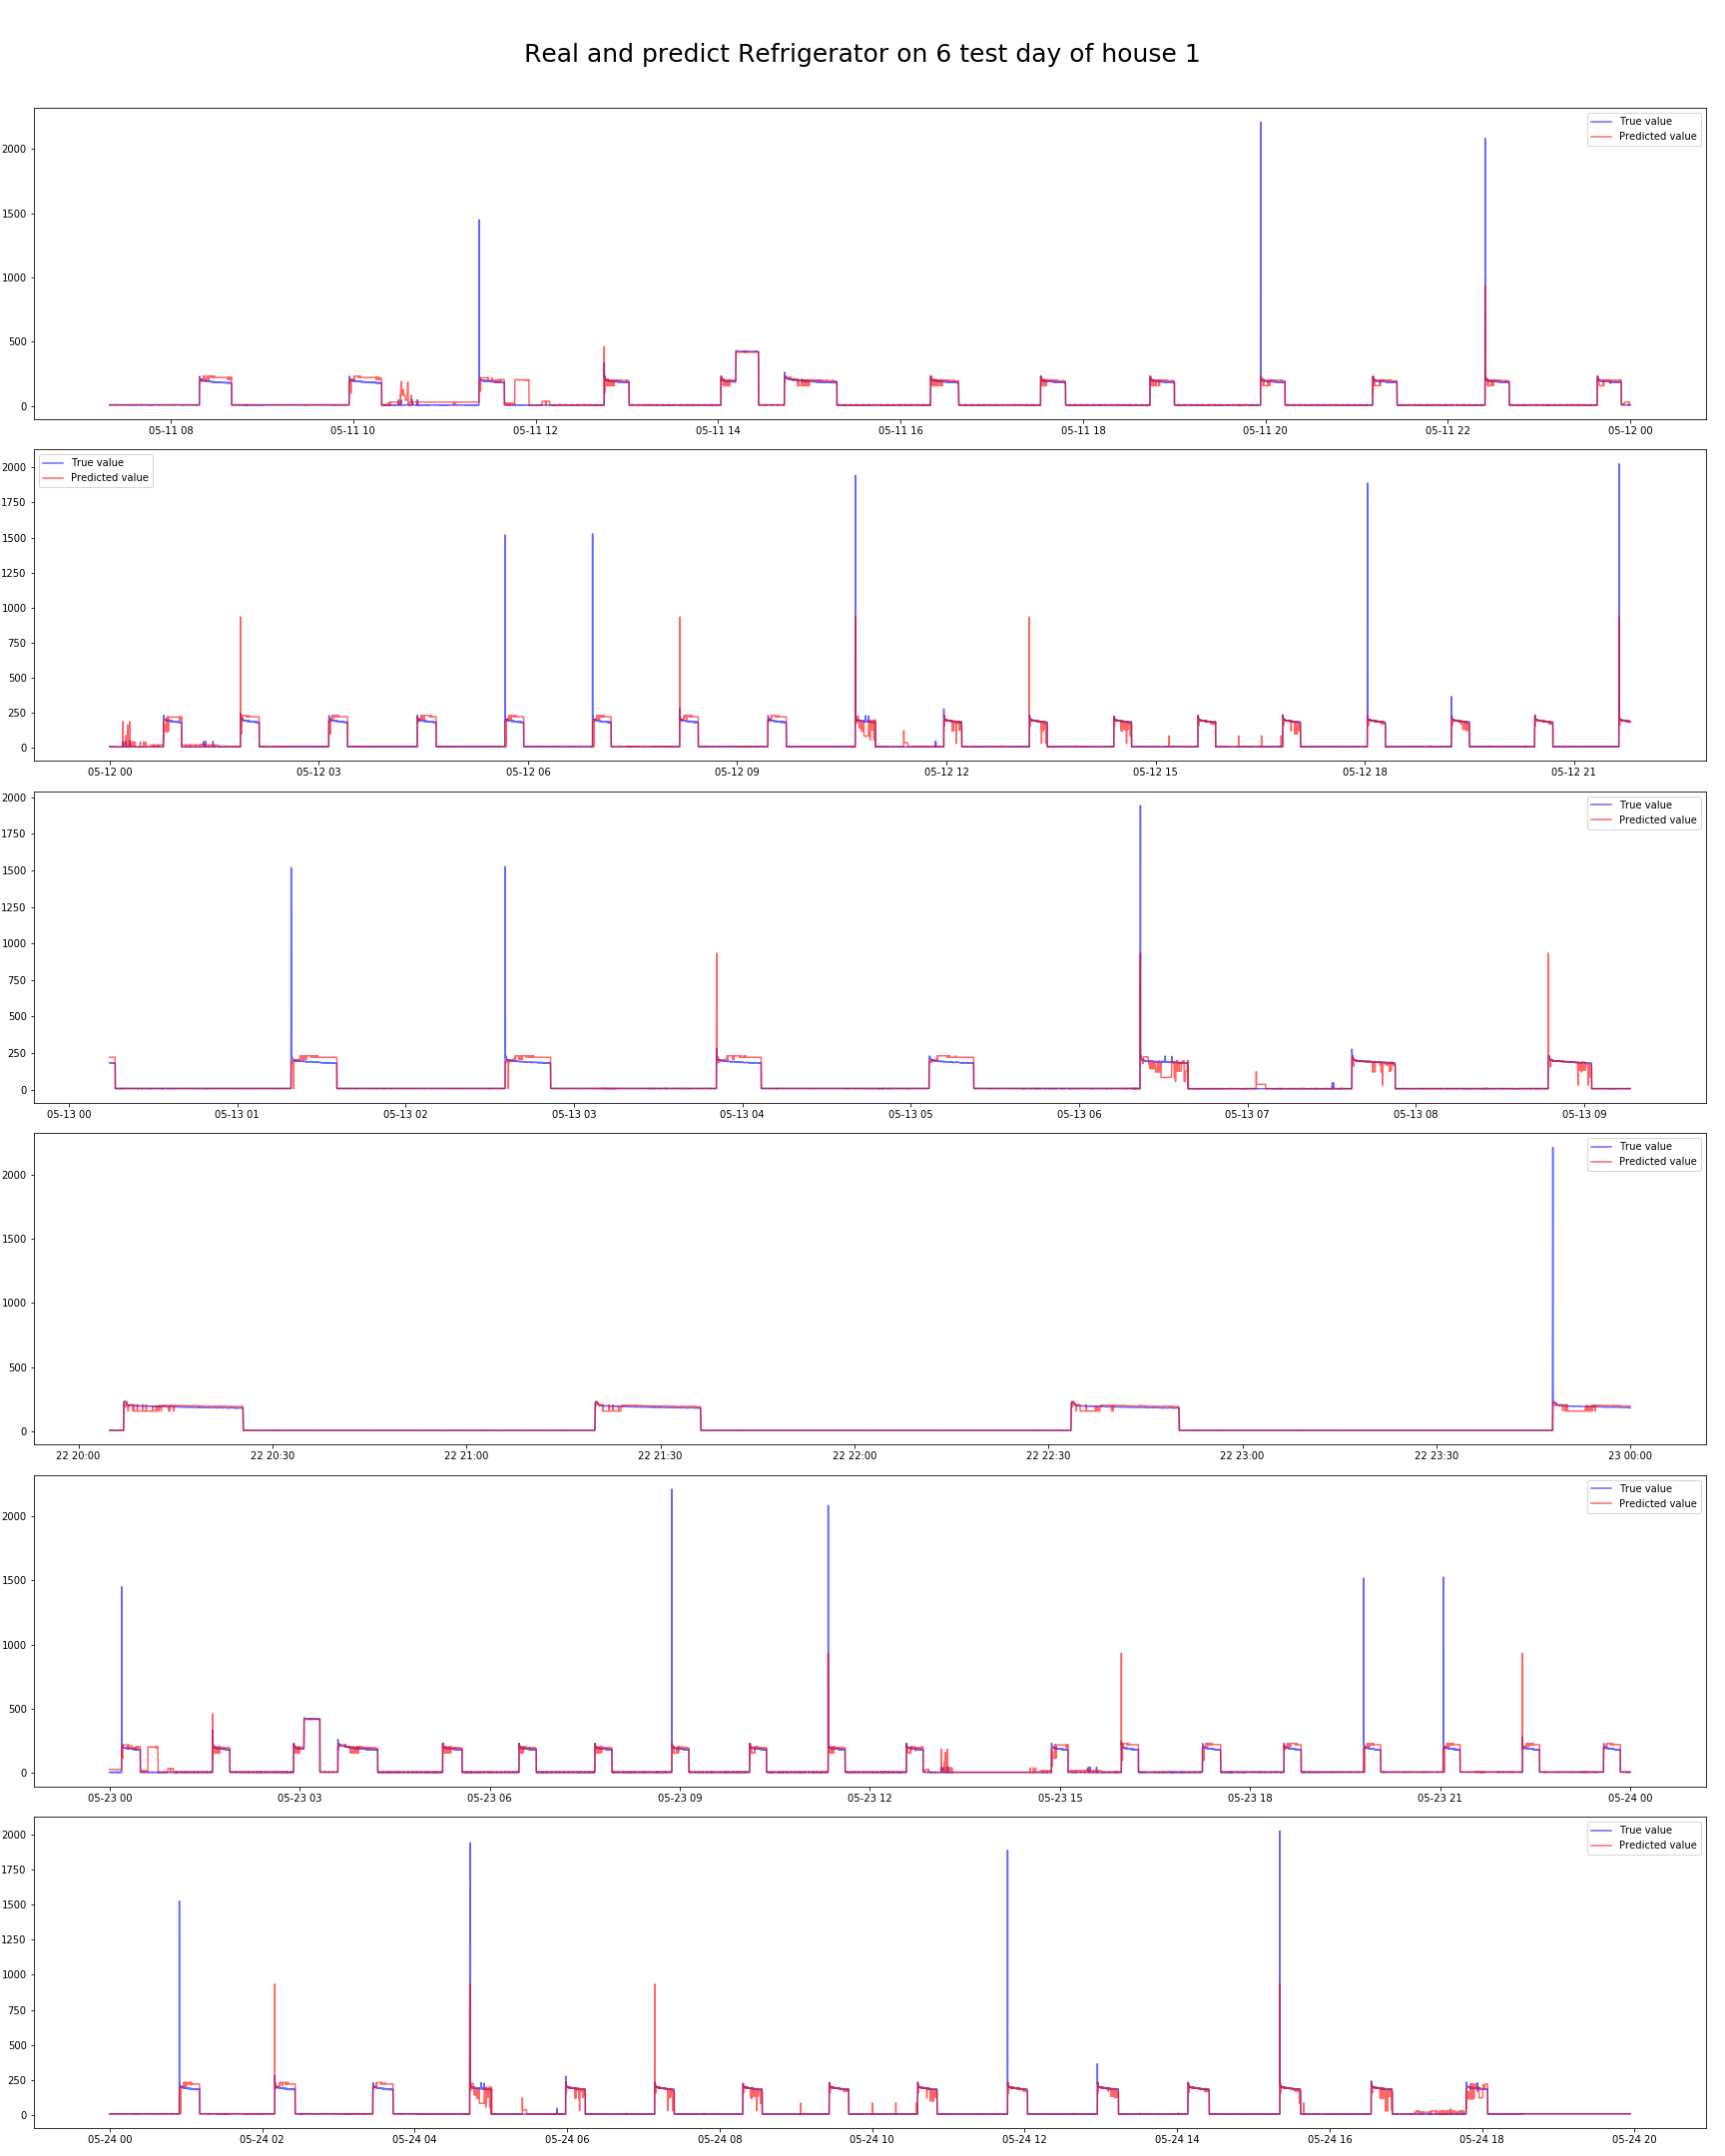 Real and predict Refrigerator on 6 test day of house 1
True value
Predicted value
2000
1500
1000
500
0
05-11 08 05-11 10 05-11 12 05-11 14 05-11 16 05-11 18 05-11 20 05-11 22 05-12 00
True value
Predicted value
2000
1750
1500
1250
1000
750
500
250
0
05-12 00 05-12 03 05-12 06 05-12 09 05-12 12 05-12 15 05-12 18 05-12 21
True value
Predicted value
2000
1750
1500
1250
1000
750
500
250
0
05-13 00 05-13 01 05-13 02 05-13 03 05-13 04 05-13 05 05-13 06 05-13 07 05-13 08 05-13 09
True value
Predicted value
2000
1500
1000
500
0
22 20:00 22 20:30 22 21:00 22 21:30 22 22:00 22 22:30 22 23:00 22 23:30 23 00:00
True value
Predicted value
2000
1500
1000
500
0
05-23 00 05-23 03 05-23 06 05-23 09 05-23 12 05-23 15 05-23 18 05-23 21 05-24 00
True value
Predicted value
2000
1750
1500
1250
1000
750
500
250
0
05-24 00 05-24 02 05-24 04 05-24 06 05-24 08 05-24 10 05-24 12 05-24 14 05-24 16 05-24 18 05-24 20